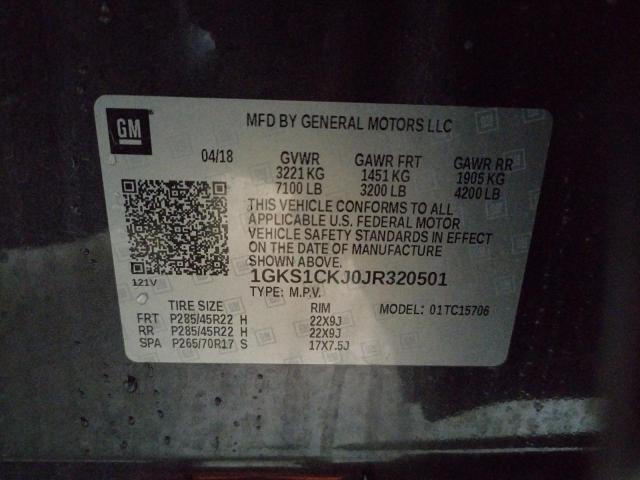 GM
MFD BY GENERAL MOTORS LLC
04/18 GVWR GAWR FRT GAWR RR
3221 KG 1451 KG 1905 KG
7100 LB 3200 LB 4200 LB
THIS VEHICLE CONFORMS TO ALL
APPLICABLE U.S. FEDERAL MOTOR
VEHICLE SAFETY STANDARDS IN EFFECT
ON THE DATE OF MANUFACTURE
SHOWN ABOVE.
1GKS1CKJ0JR320501
121V
TYPE: M.P.V.
TIRE SIZE RIM MODEL: 01TC15706
FRT P285/45R22 H 22X9J
RR P285/45R22 H 22X9J
SPA P265/70R17 S 17X7.5J